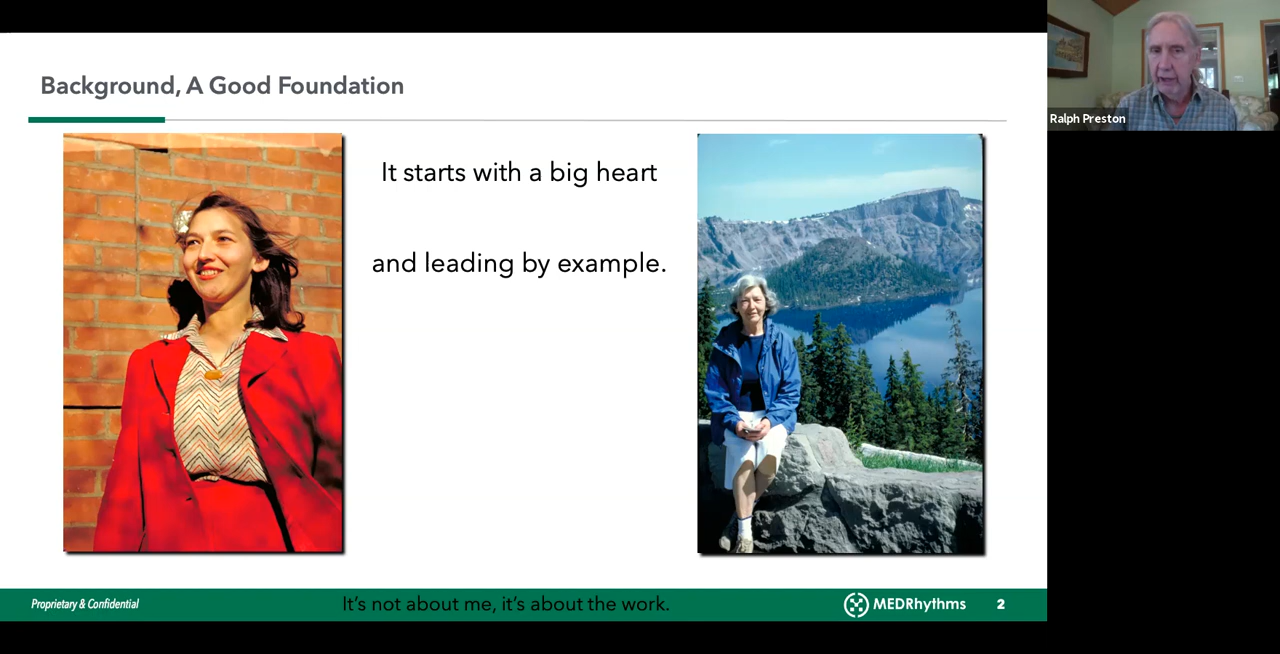 Background, A Good Foundation
Ralph Preston
It starts with a big heart
and leading by example.
Proprietary & Confidential
It's not about me, it's about the work.
MEDRhythms
2